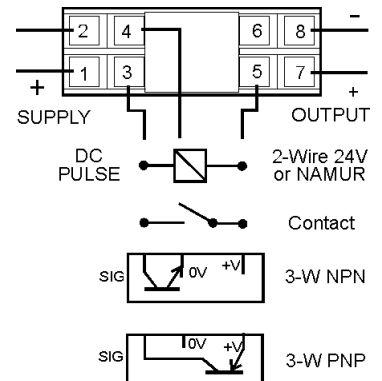 2 4 6 8 −
1 3 5 7
+ +
SUPPLY OUTPUT
DC PULSE 2-Wire 24V or NAMUR
Contact
SIG 0V +V 3-W NPN
SIG 0V +V 3-W PNP